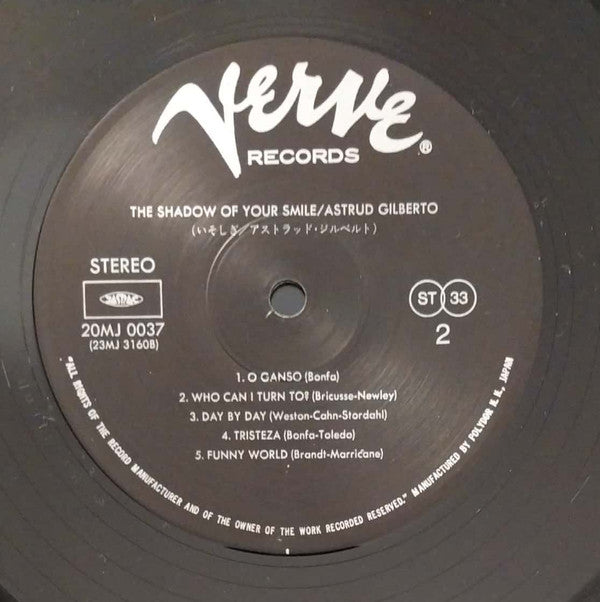 Verve®
RECORDS
THE SHADOW OF YOUR SMILE/ASTRUD GILBERTO
(いそしぎ/アストラッド・ジルベルト)
STEREO
ST 33
20MJ 0037
(23MJ 3160B)
2
1. O GANSO (Bonfa)
2. WHO CAN I TURN TO? (Bricusse-Newley)
3. DAY BY DAY (Weston-Cahn-Stordahl)
4. TRISTEZA (Bonfa-Toledo)
5. FUNNY WORLD (Brandt-Marricane)
"ALL RIGHTS OF THE RECORD MANUFACTURER AND OF THE OWNER OF THE WORK RECORDED RESERVED." MANUFACTURED BY POLYDOR K.K., JAPAN